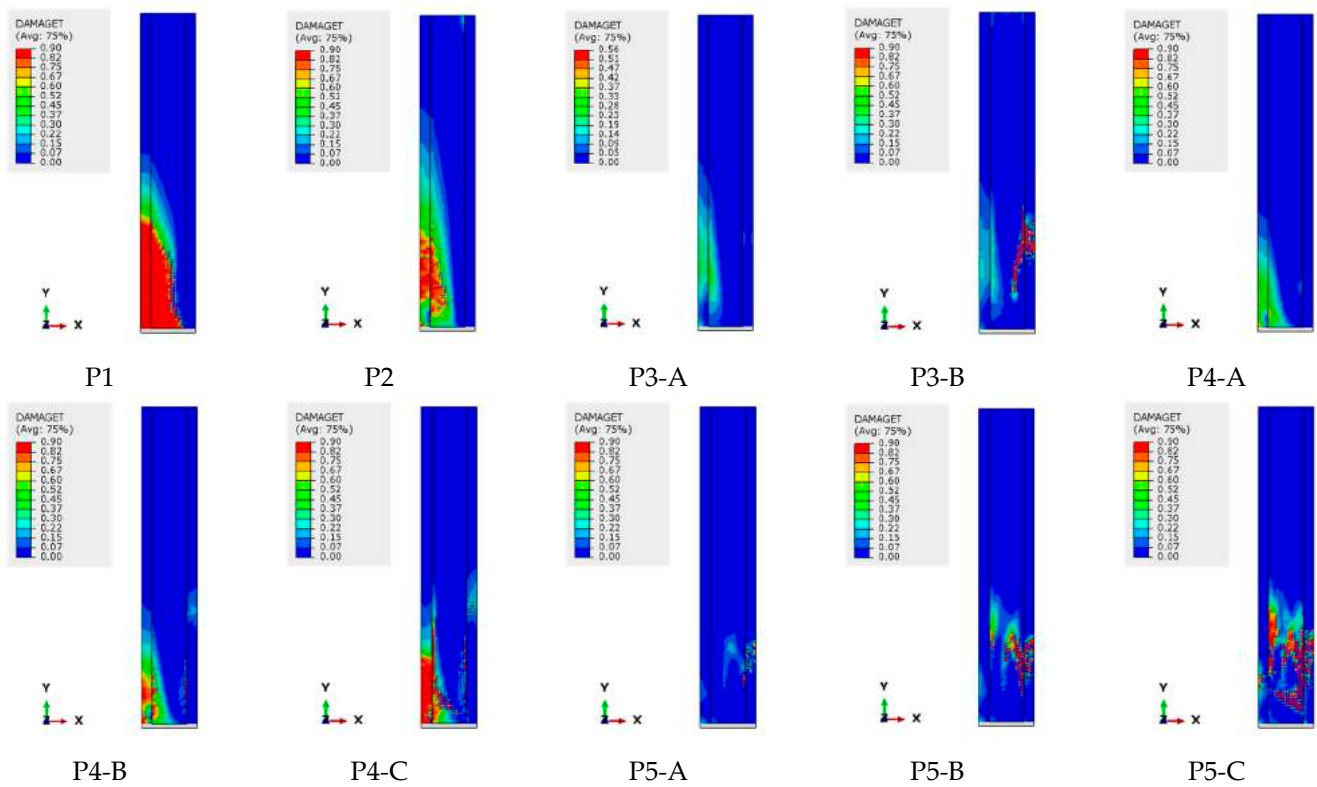 DAMAGET
(Avg: 75%)
0.90
0.82
0.75
0.67
0.60
0.52
0.45
0.37
0.30
0.22
0.15
0.07
0.00
Y
Z X
P1
DAMAGET
(Avg: 75%)
0.90
0.82
0.75
0.67
0.60
0.52
0.45
0.37
0.30
0.22
0.15
0.07
0.00
Y
Z X
P2
DAMAGET
(Avg: 75%)
0.56
0.51
0.47
0.42
0.37
0.33
0.28
0.23
0.19
0.14
0.09
0.05
0.00
Y
Z X
P3-A
DAMAGET
(Avg: 75%)
0.90
0.82
0.75
0.67
0.60
0.52
0.45
0.37
0.30
0.22
0.15
0.07
0.00
Y
Z X
P3-B
DAMAGET
(Avg: 75%)
0.90
0.82
0.75
0.67
0.60
0.52
0.45
0.37
0.30
0.22
0.15
0.07
0.00
Y
Z X
P4-A
DAMAGET
(Avg: 75%)
0.90
0.82
0.75
0.67
0.60
0.52
0.45
0.37
0.30
0.22
0.15
0.07
0.00
Y
Z X
P4-B
DAMAGET
(Avg: 75%)
0.90
0.82
0.75
0.67
0.60
0.52
0.45
0.37
0.30
0.22
0.15
0.07
0.00
Y
Z X
P4-C
DAMAGET
(Avg: 75%)
0.90
0.82
0.75
0.67
0.60
0.52
0.45
0.37
0.30
0.22
0.15
0.07
0.00
Y
Z X
P5-A
DAMAGET
(Avg: 75%)
0.90
0.82
0.75
0.67
0.60
0.52
0.45
0.37
0.30
0.22
0.15
0.07
0.00
Y
Z X
P5-B
DAMAGET
(Avg: 75%)
0.90
0.82
0.75
0.67
0.60
0.52
0.45
0.37
0.30
0.22
0.15
0.07
0.00
Y
Z X
P5-C